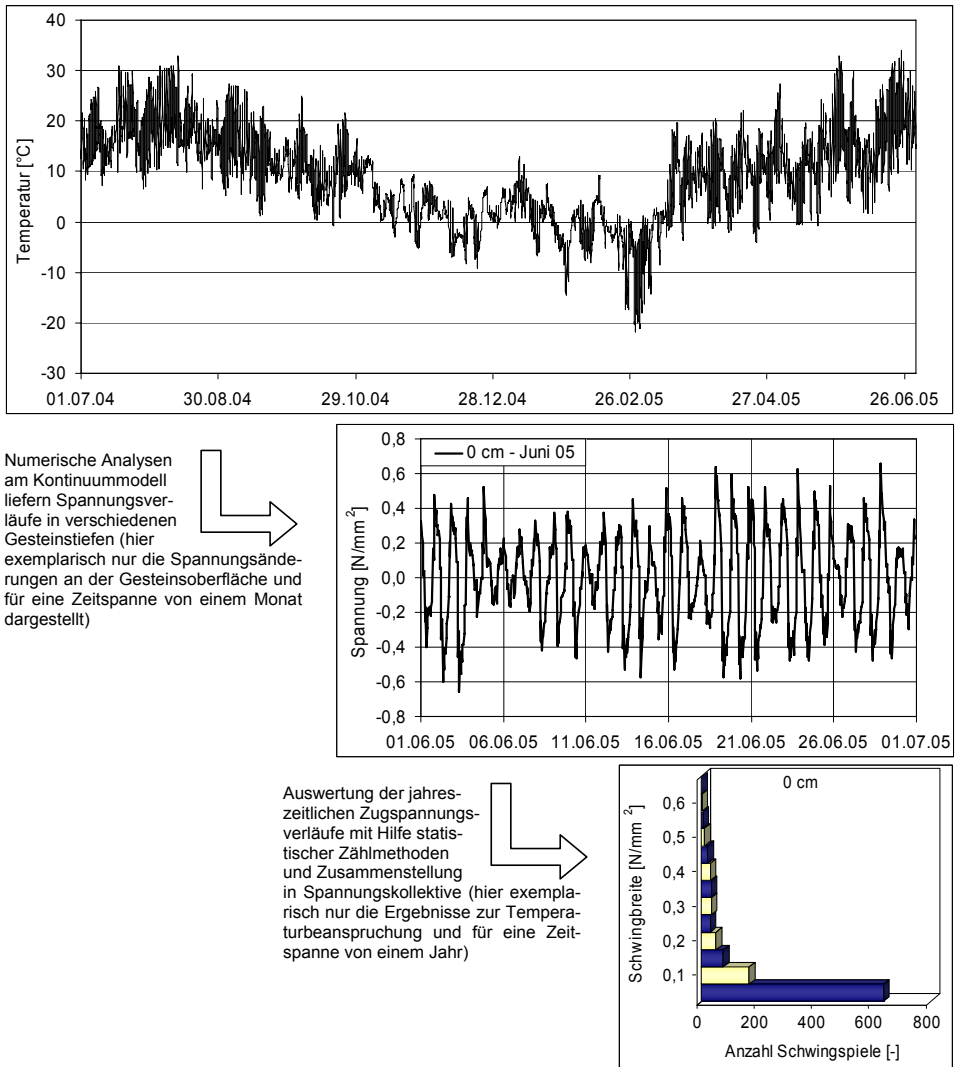 40
30
20
10
0
-10
-20
-30
Temperatur [°C]
01.07.04 30.08.04 29.10.04 28.12.04 26.02.05 27.04.05 26.06.05
Numerische Analysen
am Kontinuummodell
liefern Spannungsver-
läufe in verschiedenen
Gesteinstiefen (hier
exemplarisch nur die Spannungsände-
rungen an der Gesteinsoberfläche und
für eine Zeitspanne von einem Monat
dargestellt)
0,8
0,6
0,4
0,2
0,0
-0,2
-0,4
-0,6
-0,8
Spannung [N/mm²]
0 cm - Juni 05
01.06.05 06.06.05 11.06.05 16.06.05 21.06.05 26.06.05 01.07.05
Auswertung der jahres-
zeitlichen Zugspannungs-
verläufe mit Hilfe statis-
tischer Zählmethoden
und Zusammenstellung
in Spannungskollektive (hier exempla-
risch nur die Ergebnisse zur Tempera-
turbeanspruchung und für eine Zeit-
spanne von einem Jahr)
0 cm
0,6
0,5
0,4
0,3
0,2
0,1
Schwingbreite [N/mm²]
0 200 400 600 800
Anzahl Schwingspiele [-]